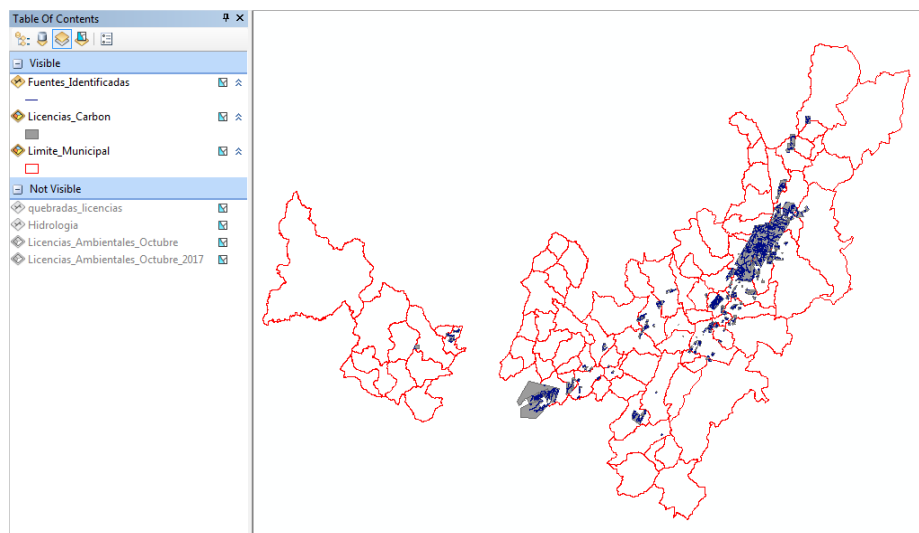 Table Of Contents
Visible
Fuentes_Identificadas
Licencias_Carbon
Limite_Municipal
Not Visible
quebradas_licencias
Hidrologia
Licencias_Ambientales_Octubre
Licencias_Ambientales_Octubre_2017